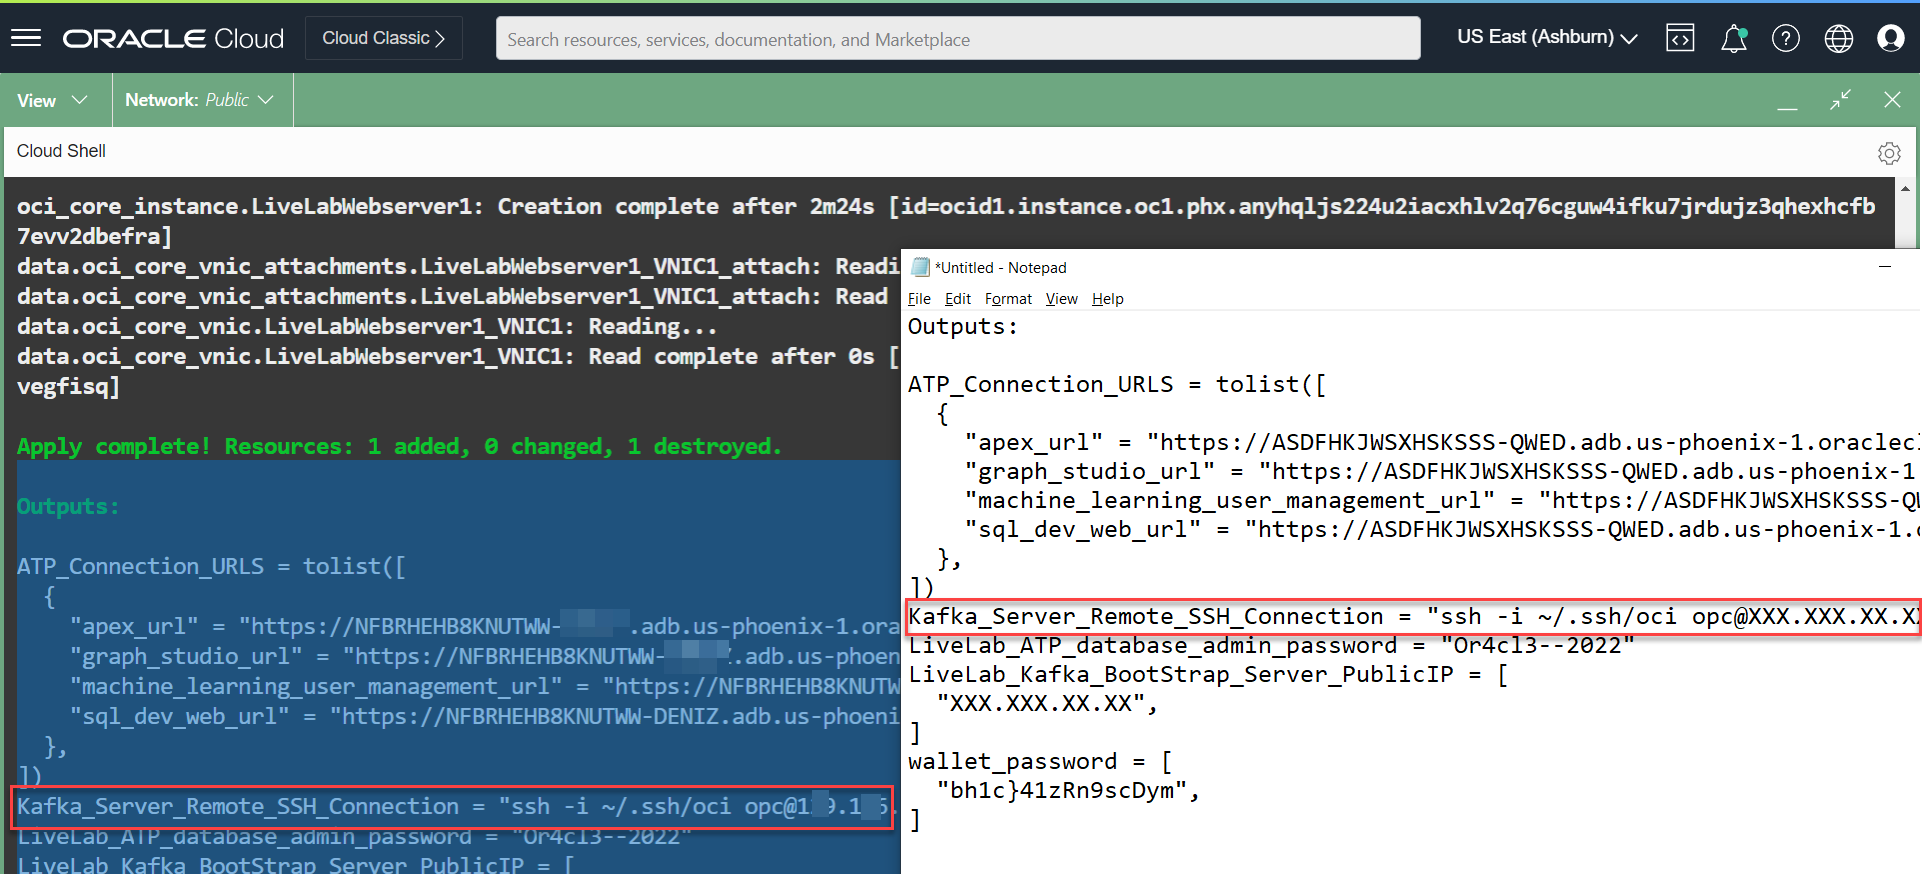 ORACLE Cloud
Cloud Classic
Search resources, services, documentation, and Marketplace
US East (Ashburn)
View
Network: Public
Cloud Shell
oci_core_instance.LiveLabWebserver1: Creation complete after 2m24s [id=ocid1.instance.oc1.phx.anyhqljs224u2iacxhlv2q76cguw4ifku7jrdujz3qhexhcfb
7evv2dbefra]
data.oci_core_vnic_attachments.LiveLabWebserver1_VNIC1_attach: Readi
data.oci_core_vnic_attachments.LiveLabWebserver1_VNIC1_attach: Read
data.oci_core_vnic.LiveLabWebserver1_VNIC1: Reading...
data.oci_core_vnic.LiveLabWebserver1_VNIC1: Read complete after 0s [
vegfisq]
Apply complete! Resources: 1 added, 0 changed, 1 destroyed.
Outputs:
ATP_Connection_URLS = tolist([
{
"apex_url" = "https://NFBRHEHB8KNUTWW- .adb.us-phoenix-1.ora
"graph_studio_url" = "https://NFBRHEHB8KNUTWW- Z.adb.us-phoen
"machine_learning_user_management_url" = "https://NFBRHEHB8KNUTW
"sql_dev_web_url" = "https://NFBRHEHB8KNUTWW-DENIZ.adb.us-phoeni
},
])
Kafka_Server_Remote_SSH_Connection = "ssh -i ~/.ssh/oci opc@1 9.1 6.
LiveLab_ATP_database_admin_password = "Or4cl3--2022"
LiveLab_Kafka_BootStrap_Server_PublicIP = [
*Untitled - Notepad
File Edit Format View Help
Outputs:
ATP_Connection_URLS = tolist([
{
"apex_url" = "https://ASDFHKJWSXHSKSSS-QWED.adb.us-phoenix-1.oraclecl
"graph_studio_url" = "https://ASDFHKJWSXHSKSSS-QWED.adb.us-phoenix-1.
"machine_learning_user_management_url" = "https://ASDFHKJWSXHSKSSS-QW
"sql_dev_web_url" = "https://ASDFHKJWSXHSKSSS-QWED.adb.us-phoenix-1.o
},
])
Kafka_Server_Remote_SSH_Connection = "ssh -i ~/.ssh/oci opc@XXX.XXX.XX.XX
LiveLab_ATP_database_admin_password = "Or4cl3--2022"
LiveLab_Kafka_BootStrap_Server_PublicIP = [
"XXX.XXX.XX.XX",
]
wallet_password = [
"bh1c}41zRn9scDym",
]